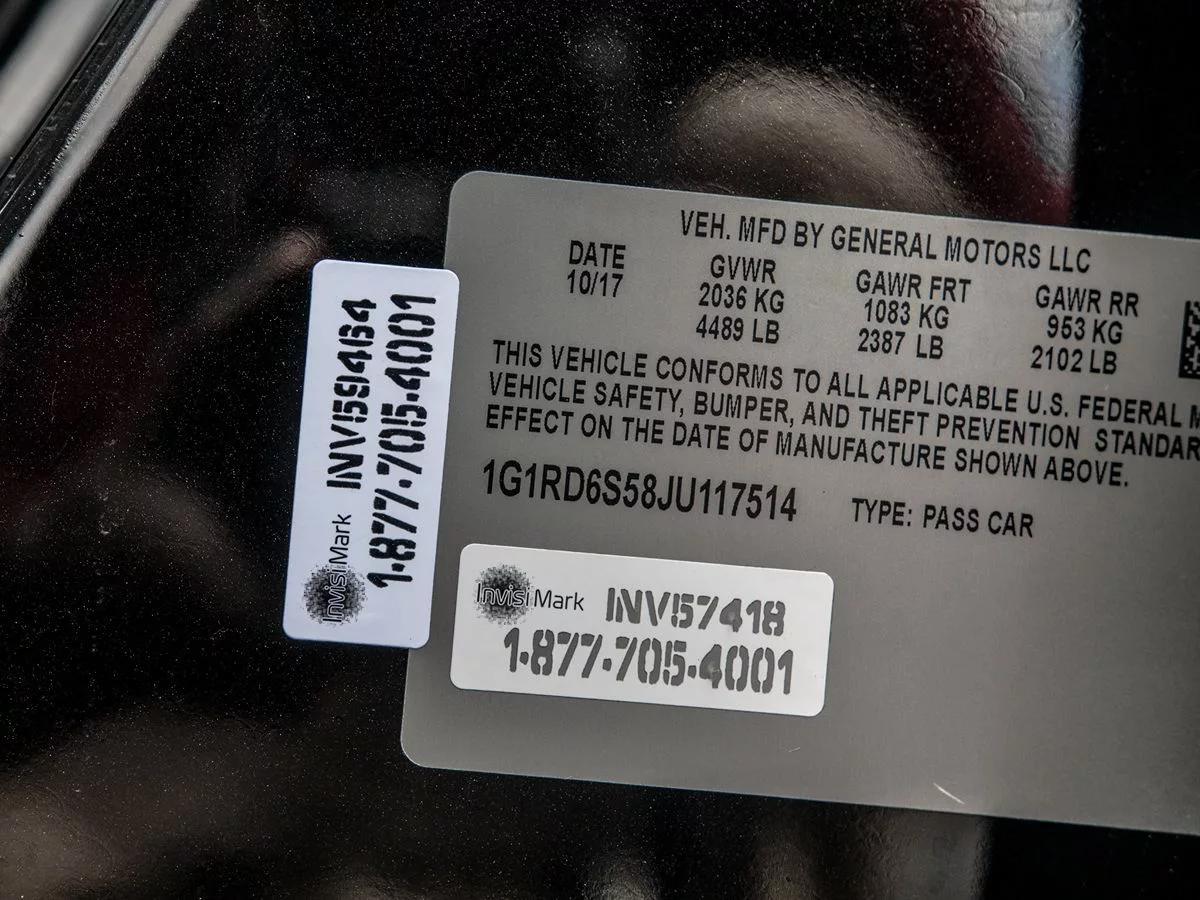 VEH. MFD BY GENERAL MOTORS LLC
DATE GVWR GAWR FRT GAWR RR
10/17 2036 KG 1083 KG 953 KG
4489 LB 2387 LB 2102 LB
THIS VEHICLE CONFORMS TO ALL APPLICABLE U.S. FEDERAL M
VEHICLE SAFETY, BUMPER, AND THEFT PREVENTION STANDAR
EFFECT ON THE DATE OF MANUFACTURE SHOWN ABOVE.
1G1RD6S58JU117514 TYPE: PASS CAR
InvisiMark INV59464
1-877-705-4001
InvisiMark INV57418
1-877-705-4001